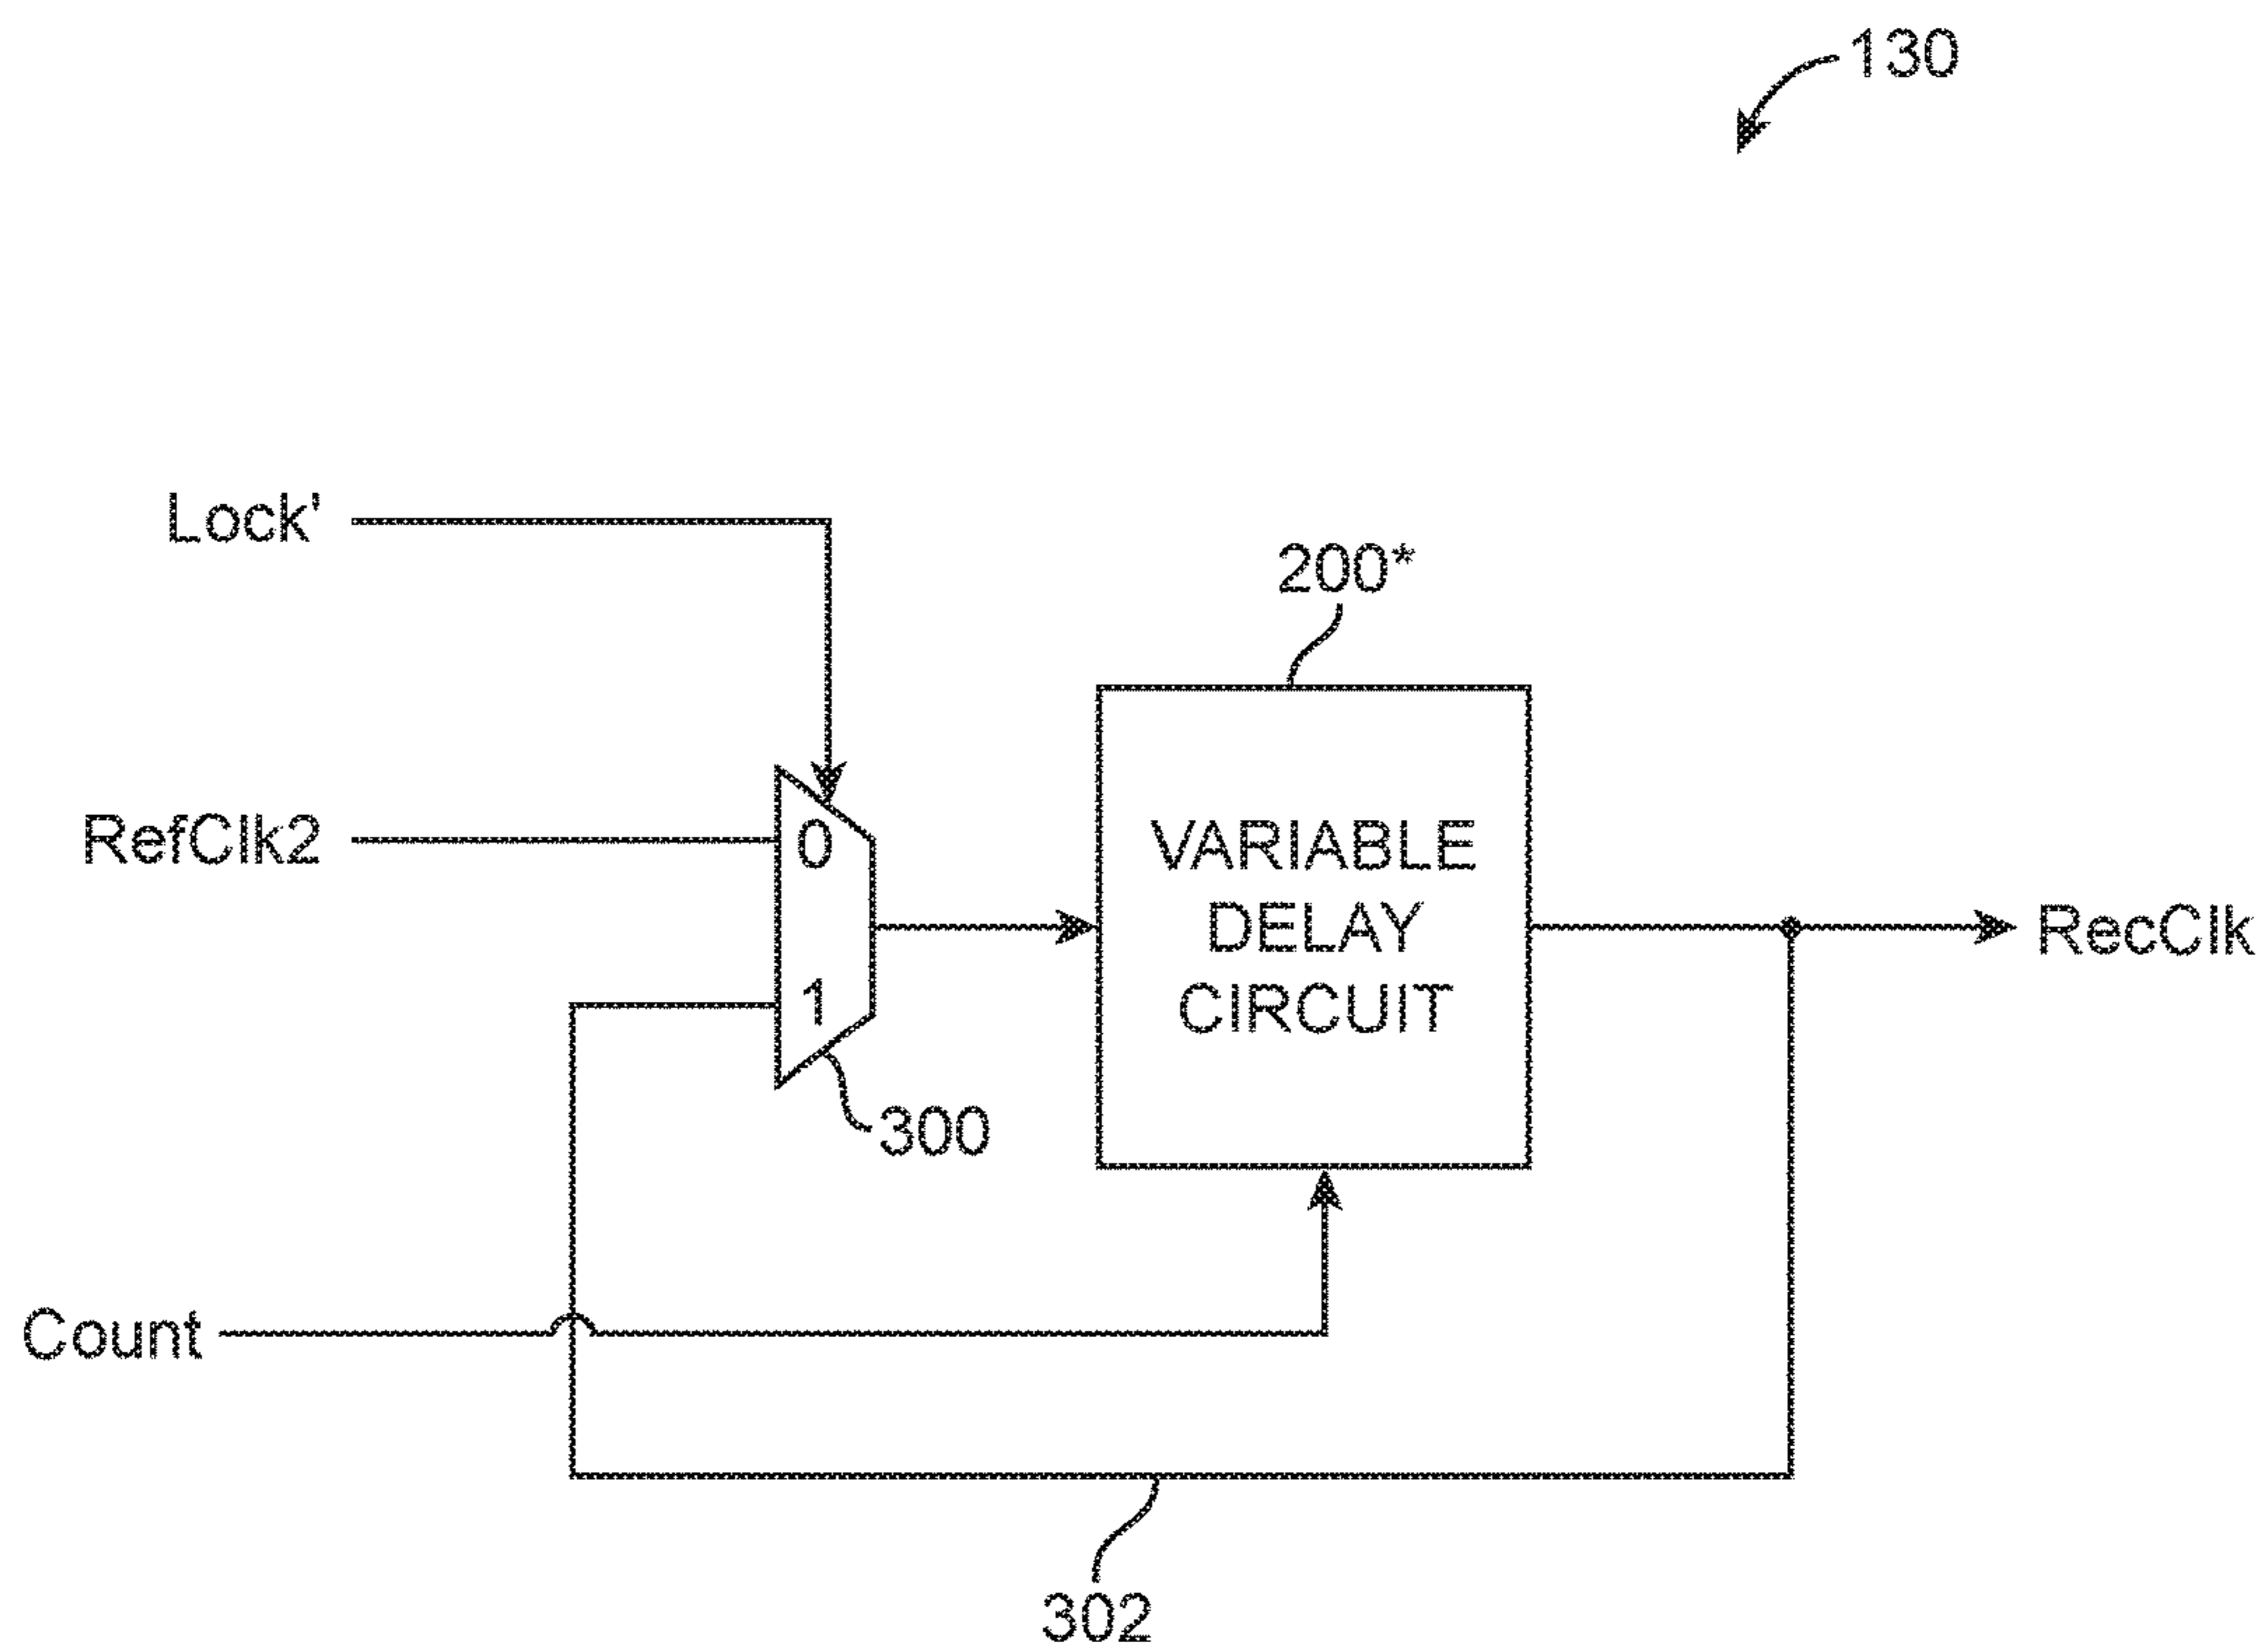 130
Lock'
200*
RefClk2
0
VARIABLE
DELAY
CIRCUIT
RecClk
1
300
Count
302